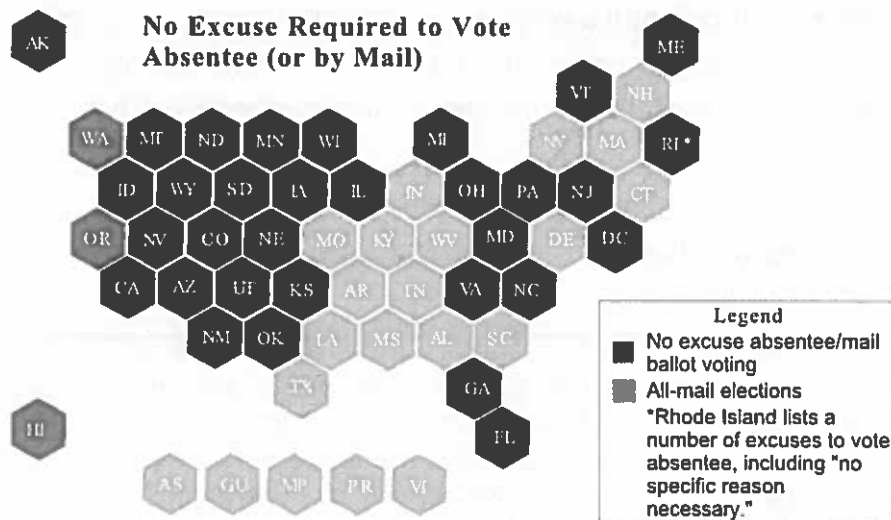 No Excuse Required to Vote
Absentee (or by Mail)
AK
ME
VT NH
WA MT ND MN WI MI NY MA RI*
ID WY SD IA IL IN OH PA NJ CT
OR NV CO NE MO KY WV MD DE DC
CA AZ UT KS AR TN VA NC
NM OK LA MS AL SC
TX GA
HI FL
AS GU MP PR VI
Legend
No excuse absentee/mail
ballot voting
All-mail elections
*Rhode Island lists a
number of excuses to vote
absentee, including "no
specific reason
necessary."